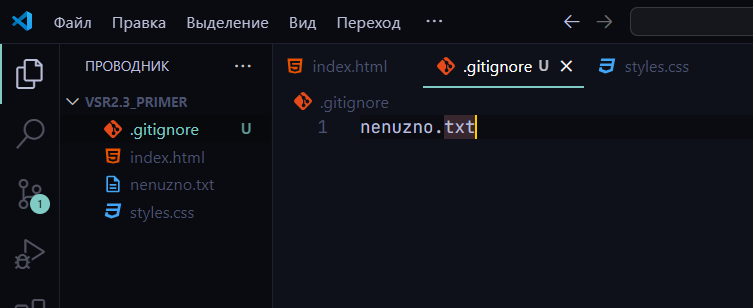 Файл Правка Выделение Вид Переход ···
ПРОВОДНИК ···
index.html .gitignore U styles.css
VSR2.3_PRIMER
.gitignore
.gitignore U
1 nenuzno.txt
index.html
nenuzno.txt
styles.css
1